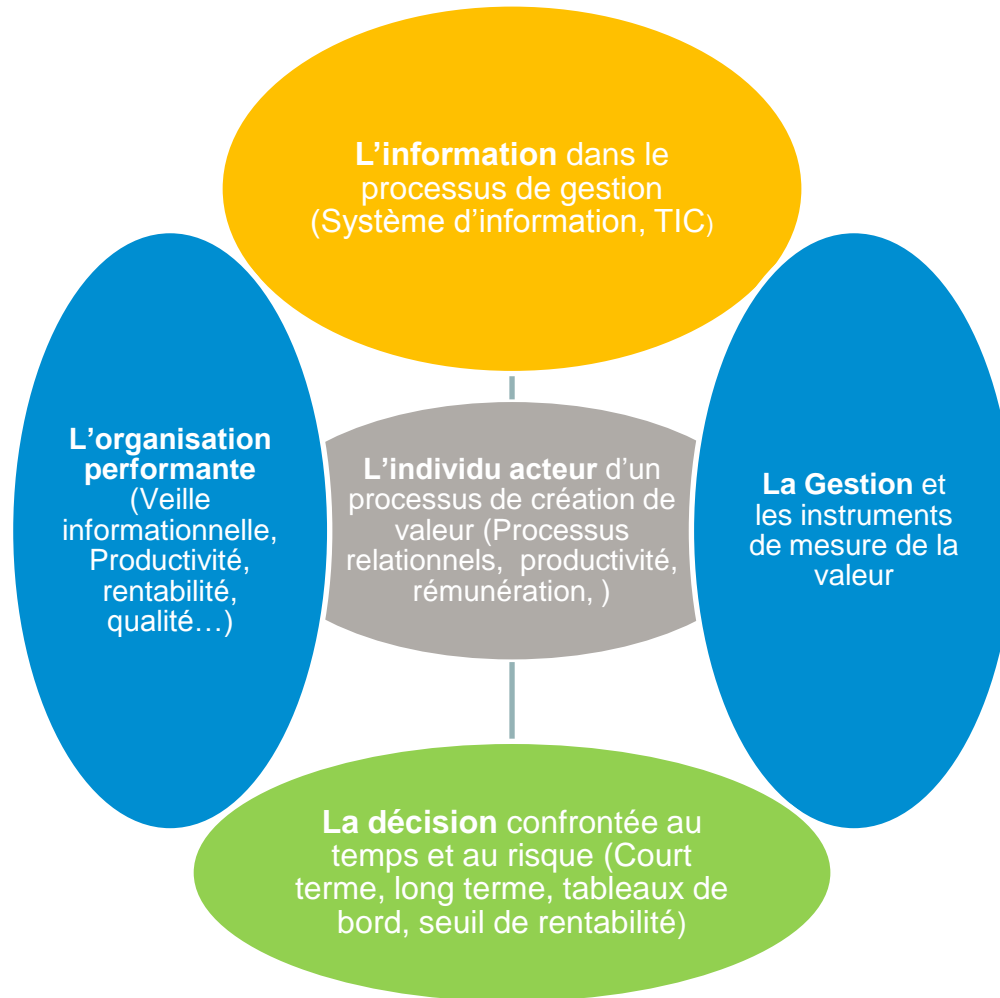 L'information dans le
processus de gestion
(Système d'information, TIC)
L'organisation
performante
(Veille
informationnelle,
Productivité,
rentabilité,
qualité…)
L'individu acteur d'un
processus de création de
valeur (Processus
relationnels, productivité,
rémunération, )
La Gestion et
les instruments
de mesure de la
valeur
La décision confrontée au
temps et au risque (Court
terme, long terme, tableaux de
bord, seuil de rentabilité)